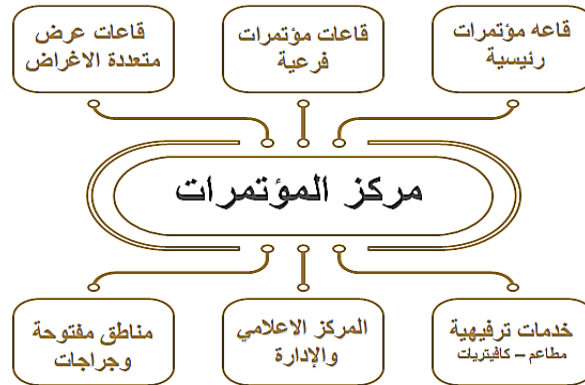 قاعه مؤتمرات
رئيسية
قاعات مؤتمرات
فرعية
قاعات عرض
متعددة الاغراض
مركز المؤتمرات
خدمات ترفيهية
مطاعم – كافيتريات
المركز الاعلامي
والإدارة
مناطق مفتوحة
وجراجات